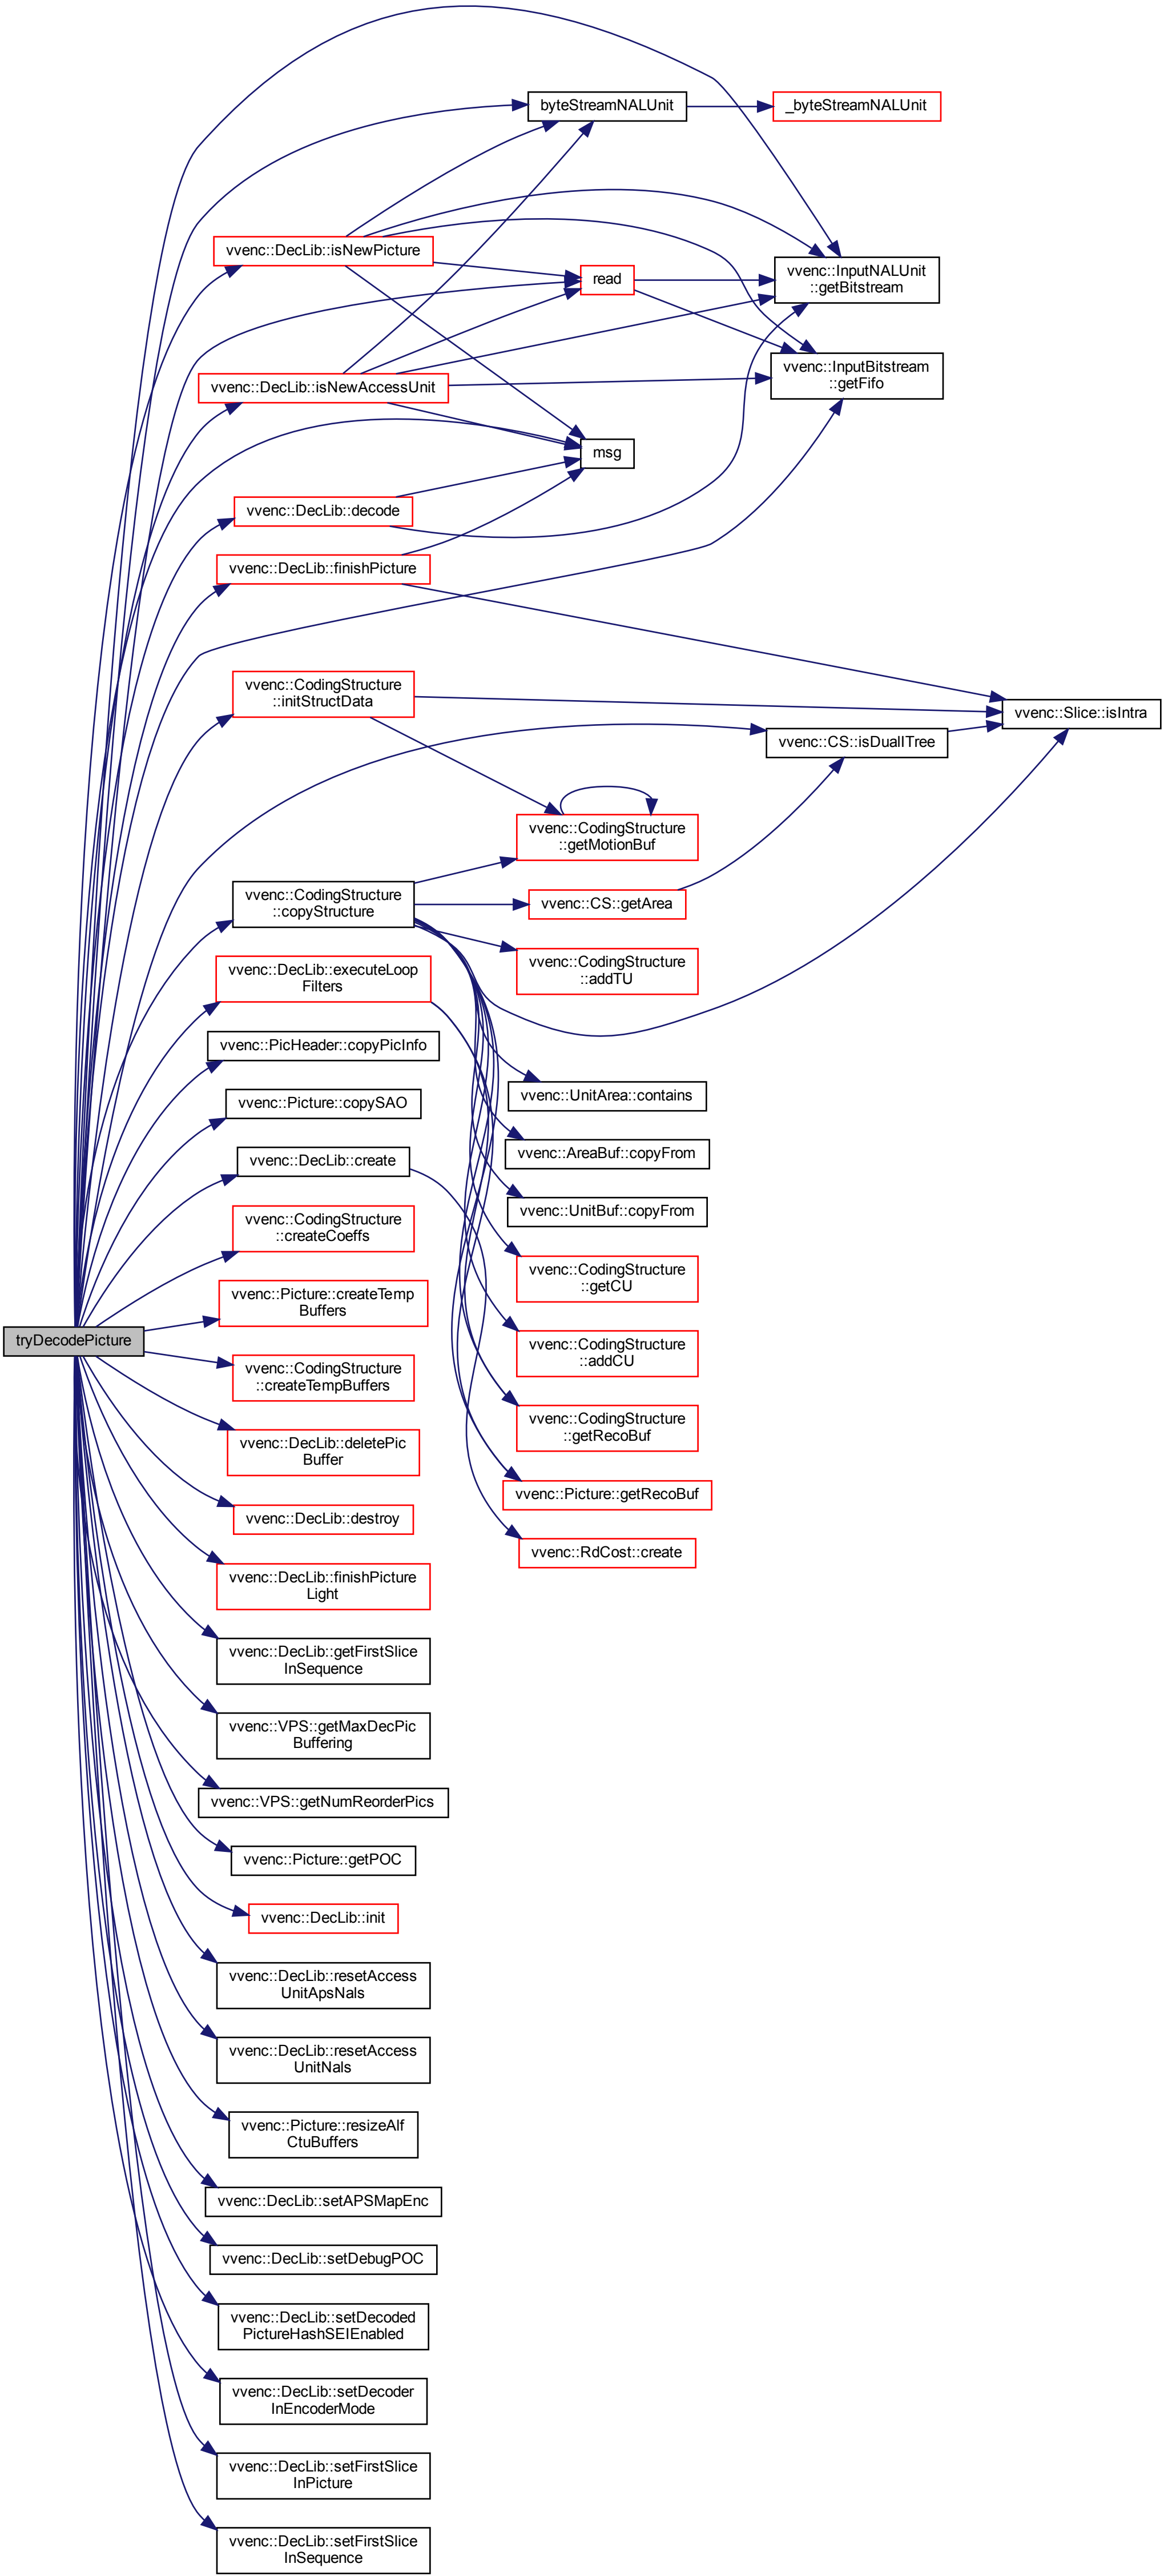 byteStreamNALUnit
_byteStreamNALUnit
vvenc::DecLib::isNewPicture
read
vvenc::InputNALUnit
::getBitstream
vvenc::DecLib::isNewAccessUnit
vvenc::InputBitstream
::getFifo
msg
vvenc::DecLib::decode
vvenc::DecLib::finishPicture
vvenc::CodingStructure
::initStructData
vvenc::Slice::isIntra
vvenc::CS::isDualITree
vvenc::CodingStructure
::getMotionBuf
vvenc::CodingStructure
::copyStructure
vvenc::CS::getArea
vvenc::CodingStructure
::addTU
vvenc::DecLib::executeLoop
Filters
vvenc::PicHeader::copyPicInfo
vvenc::UnitArea::contains
vvenc::Picture::copySAO
vvenc::AreaBuf::copyFrom
vvenc::DecLib::create
vvenc::UnitBuf::copyFrom
vvenc::CodingStructure
::createCoeffs
vvenc::CodingStructure
::getCU
vvenc::Picture::createTemp
Buffers
tryDecodePicture
vvenc::CodingStructure
::addCU
vvenc::CodingStructure
::createTempBuffers
vvenc::CodingStructure
::getRecoBuf
vvenc::DecLib::deletePic
Buffer
vvenc::Picture::getRecoBuf
vvenc::DecLib::destroy
vvenc::RdCost::create
vvenc::DecLib::finishPicture
Light
vvenc::DecLib::getFirstSlice
InSequence
vvenc::VPS::getMaxDecPic
Buffering
vvenc::VPS::getNumReorderPics
vvenc::Picture::getPOC
vvenc::DecLib::init
vvenc::DecLib::resetAccess
UnitApsNals
vvenc::DecLib::resetAccess
UnitNals
vvenc::Picture::resizeAlf
CtuBuffers
vvenc::DecLib::setAPSMapEnc
vvenc::DecLib::setDebugPOC
vvenc::DecLib::setDecoded
PictureHashSEIEnabled
vvenc::DecLib::setDecoder
InEncoderMode
vvenc::DecLib::setFirstSlice
InPicture
vvenc::DecLib::setFirstSlice
InSequence